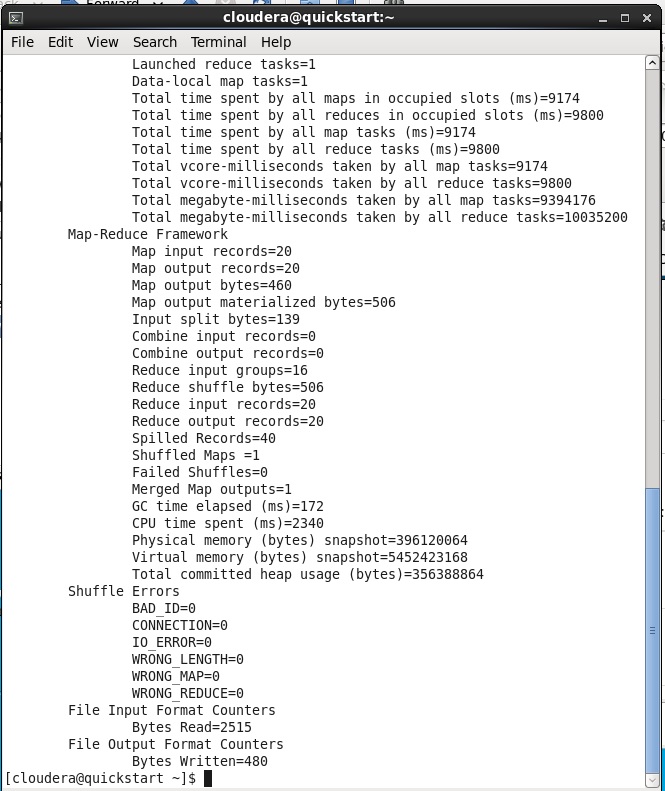 Forward
cloudera@quickstart:~
File Edit View Search Terminal Help
Launched reduce tasks=1
Data-local map tasks=1
Total time spent by all maps in occupied slots (ms)=9174
Total time spent by all reduces in occupied slots (ms)=9800
Total time spent by all map tasks (ms)=9174
Total time spent by all reduce tasks (ms)=9800
Total vcore-milliseconds taken by all map tasks=9174
Total vcore-milliseconds taken by all reduce tasks=9800
Total megabyte-milliseconds taken by all map tasks=9394176
Total megabyte-milliseconds taken by all reduce tasks=10035200
Map-Reduce Framework
Map input records=20
Map output records=20
Map output bytes=460
Map output materialized bytes=506
Input split bytes=139
Combine input records=0
Combine output records=0
Reduce input groups=16
Reduce shuffle bytes=506
Reduce input records=20
Reduce output records=20
Spilled Records=40
Shuffled Maps =1
Failed Shuffles=0
Merged Map outputs=1
GC time elapsed (ms)=172
CPU time spent (ms)=2340
Physical memory (bytes) snapshot=396120064
Virtual memory (bytes) snapshot=5452423168
Total committed heap usage (bytes)=356388864
Shuffle Errors
BAD_ID=0
CONNECTION=0
IO_ERROR=0
WRONG_LENGTH=0
WRONG_MAP=0
WRONG_REDUCE=0
File Input Format Counters
Bytes Read=2515
File Output Format Counters
Bytes Written=480
[cloudera@quickstart ~]$